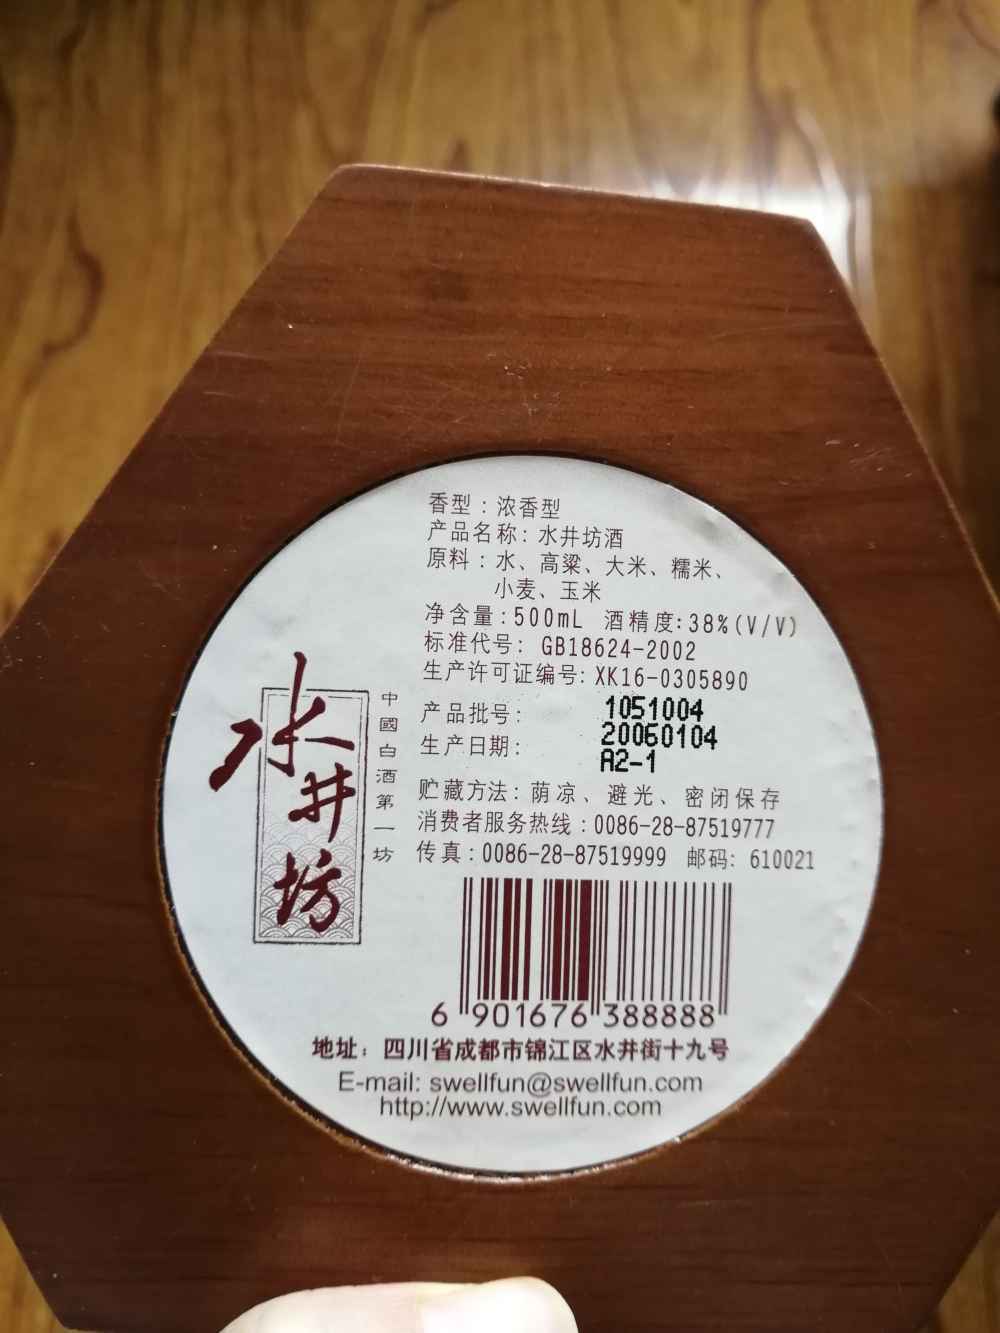 香型：浓香型
产品名称：水井坊酒
原料：水、高粱、大米、糯米、
小麦、玉米
净含量：500mL 酒精度：38%(V/V)
标准代号：GB18624-2002
生产许可证编号：XK16-0305890
产品批号：1051004
生产日期：20060104
A2-1
贮藏方法：荫凉、避光、密闭保存
消费者服务热线：0086-28-87519777
传真：0086-28-87519999 邮码：610021
水井坊
中國白酒第一坊
6 901676 388888
地址：四川省成都市锦江区水井街十九号
E-mail: swellfun@swellfun.com
http://www.swellfun.com